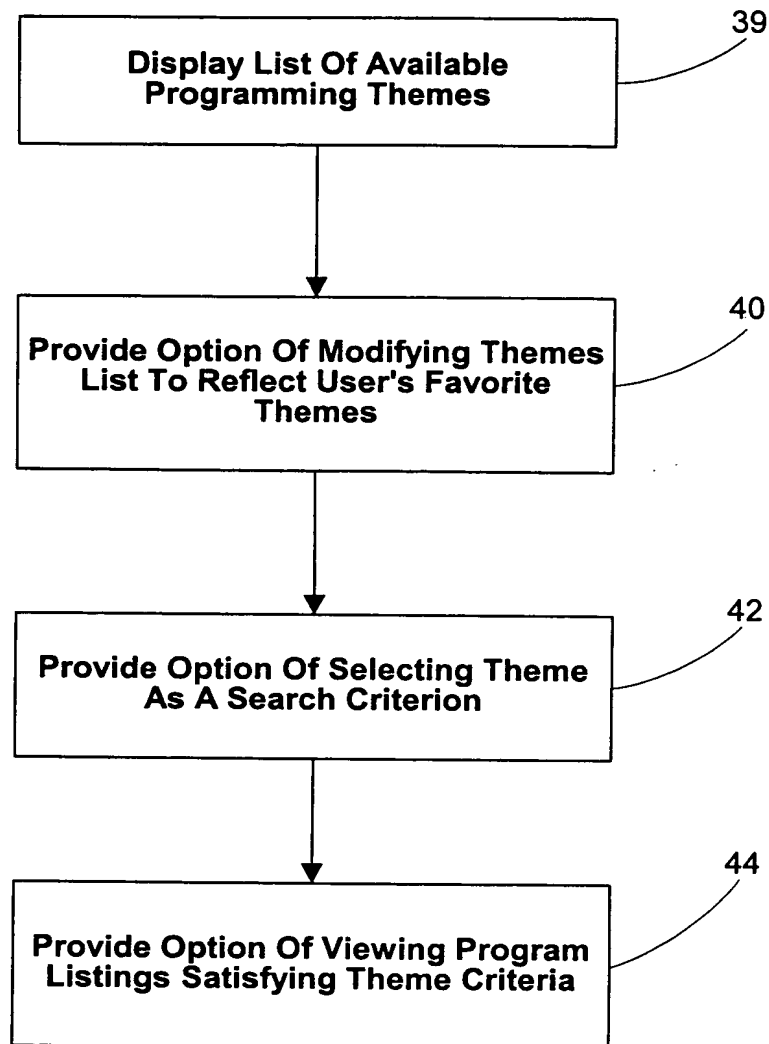 39
Display List Of Available
Programming Themes
40
Provide Option Of Modifying Themes
List To Reflect User's Favorite
Themes
42
Provide Option Of Selecting Theme
As A Search Criterion
44
Provide Option Of Viewing Program
Listings Satisfying Theme Criteria